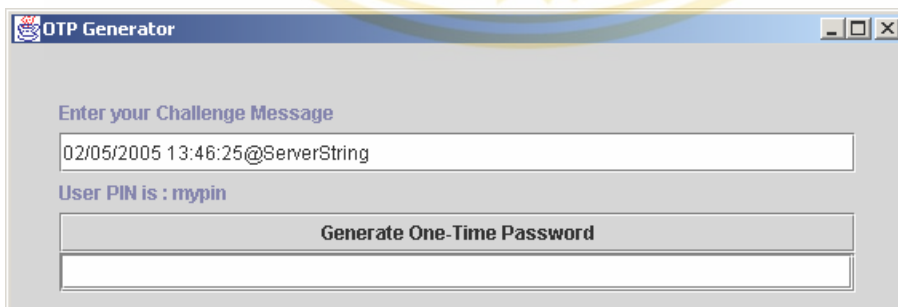 OTP Generator
Enter your Challenge Message
02/05/2005 13:46:25@ServerString
User PIN is : mypin
Generate One-Time Password